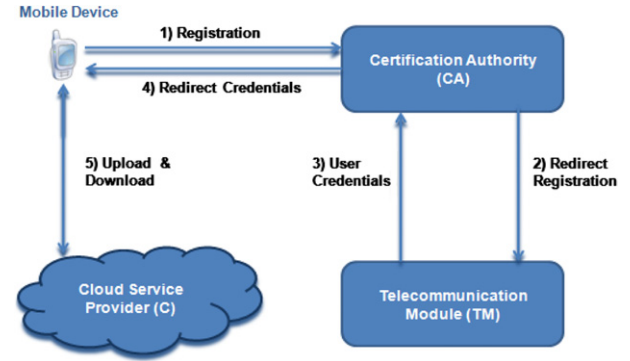 Mobile Device
1) Registration
Certification Authority
(CA)
4) Redirect Credentials
5) Upload &
Download
3) User
Credentials
2) Redirect
Registration
Cloud Service
Provider (C)
Telecommunication
Module (TM)